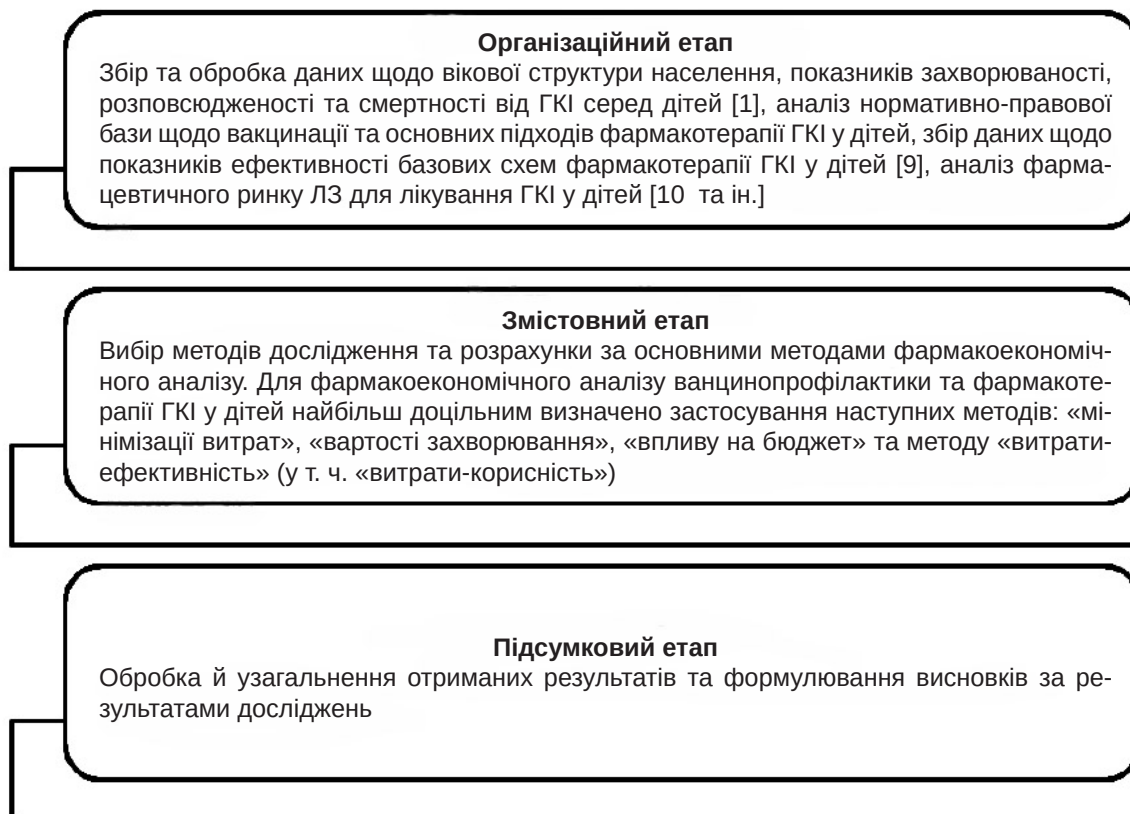 Організаційний етап
Збір та обробка даних щодо вікової структури населення, показників захворюваності,
розповсюдженості та смертності від ГКІ серед дітей [1], аналіз нормативно-правової
бази щодо вакцинації та основних підходів фармакотерапії ГКІ у дітей, збір даних щодо
показників ефективності базових схем фармакотерапії ГКІ у дітей [9], аналіз фарма-
цевтичного ринку ЛЗ для лікування ГКІ у дітей [10 та ін.]
Змістовний етап
Вибір методів дослідження та розрахунки за основними методами фармакоекономіч-
ного аналізу. Для фармакоекономічного аналізу ванцинопрофілактики та фармакоте-
рапії ГКІ у дітей найбільш доцільним визначено застосування наступних методів: «мі-
німізації витрат», «вартості захворювання», «впливу на бюджет» та методу «витрати-
ефективність» (у т. ч. «витрати-корисність»)
Підсумковий етап
Обробка й узагальнення отриманих результатів та формулювання висновків за ре-
зультатами досліджень